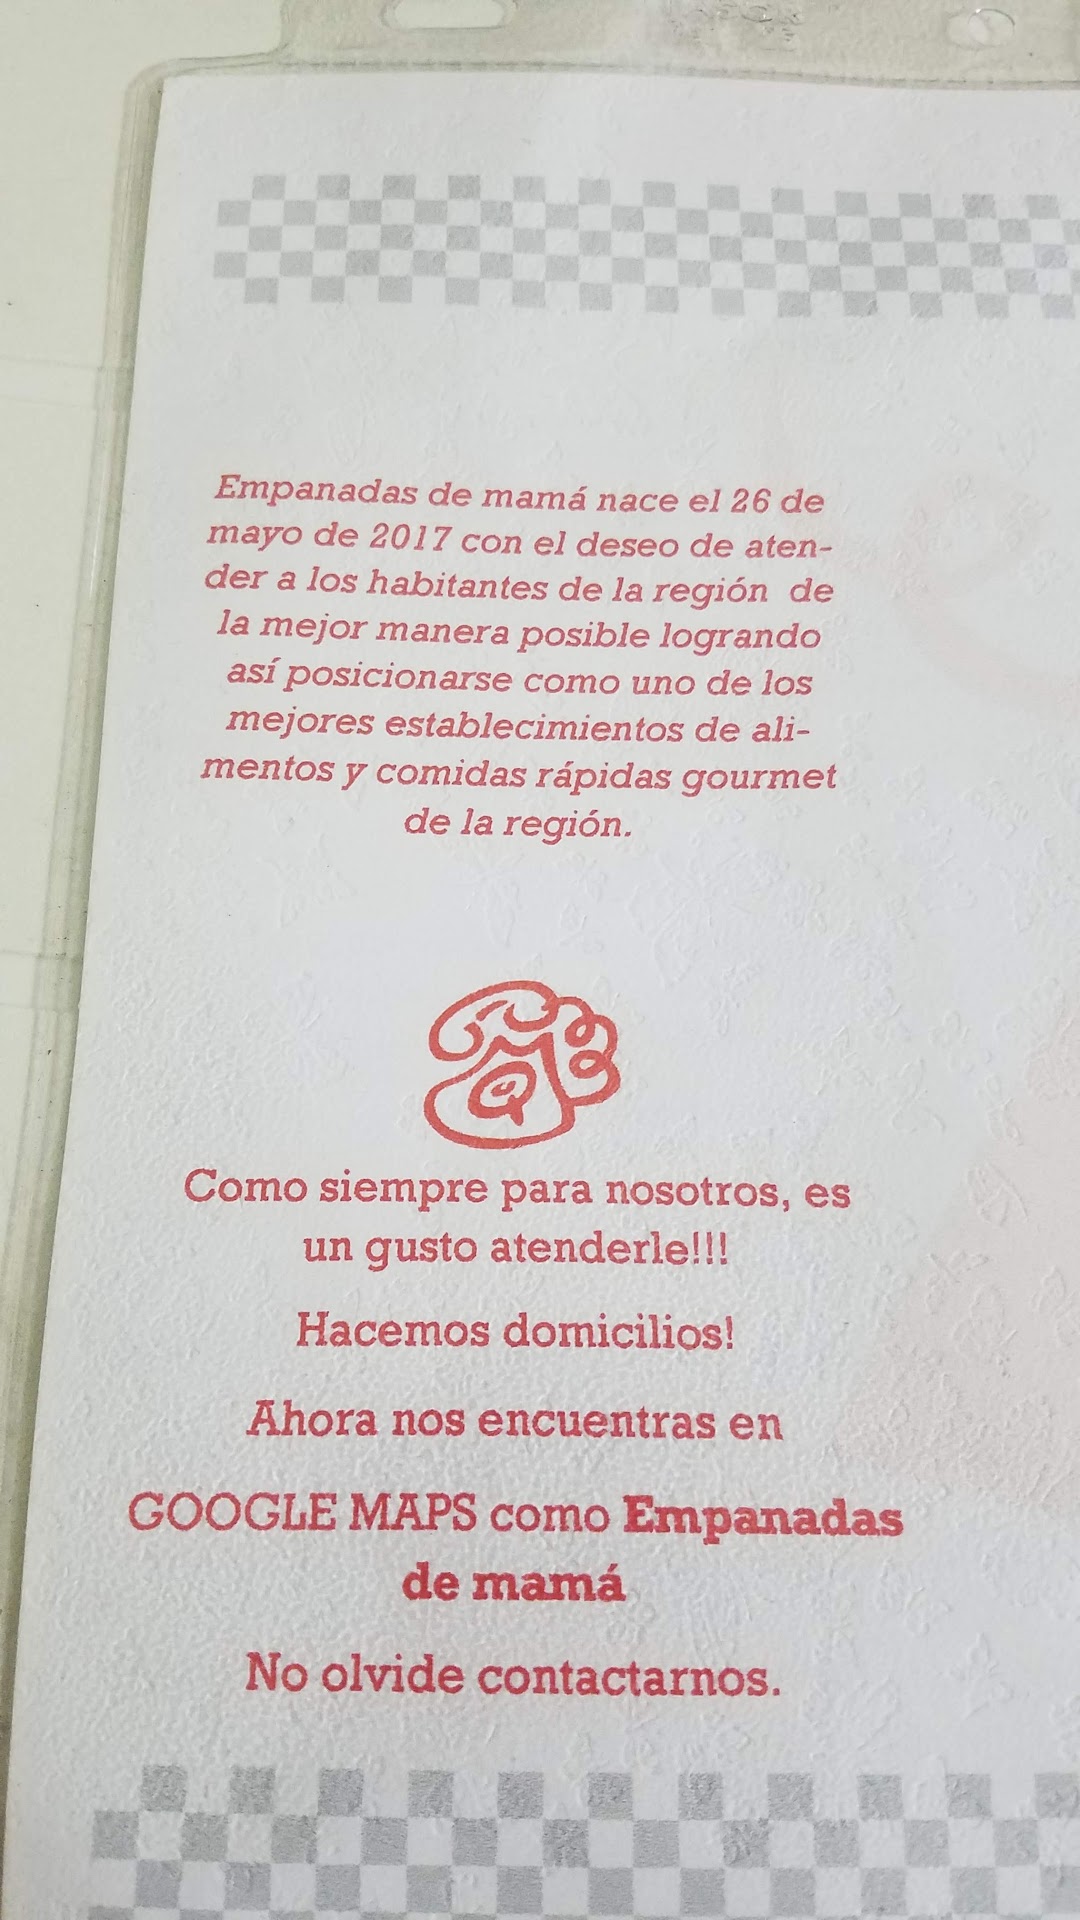 Empanadas de mamá nace el 26 de
mayo de 2017 con el deseo de aten-
der a los habitantes de la región de
la mejor manera posible logrando
así posicionarse como uno de los
mejores establecimientos de ali-
mentos y comidas rápidas gourmet
de la región.
Como siempre para nosotros, es
un gusto atenderle!!!
Hacemos domicilios!
Ahora nos encuentras en
GOOGLE MAPS como Empanadas
de mamá
No olvide contactarnos.